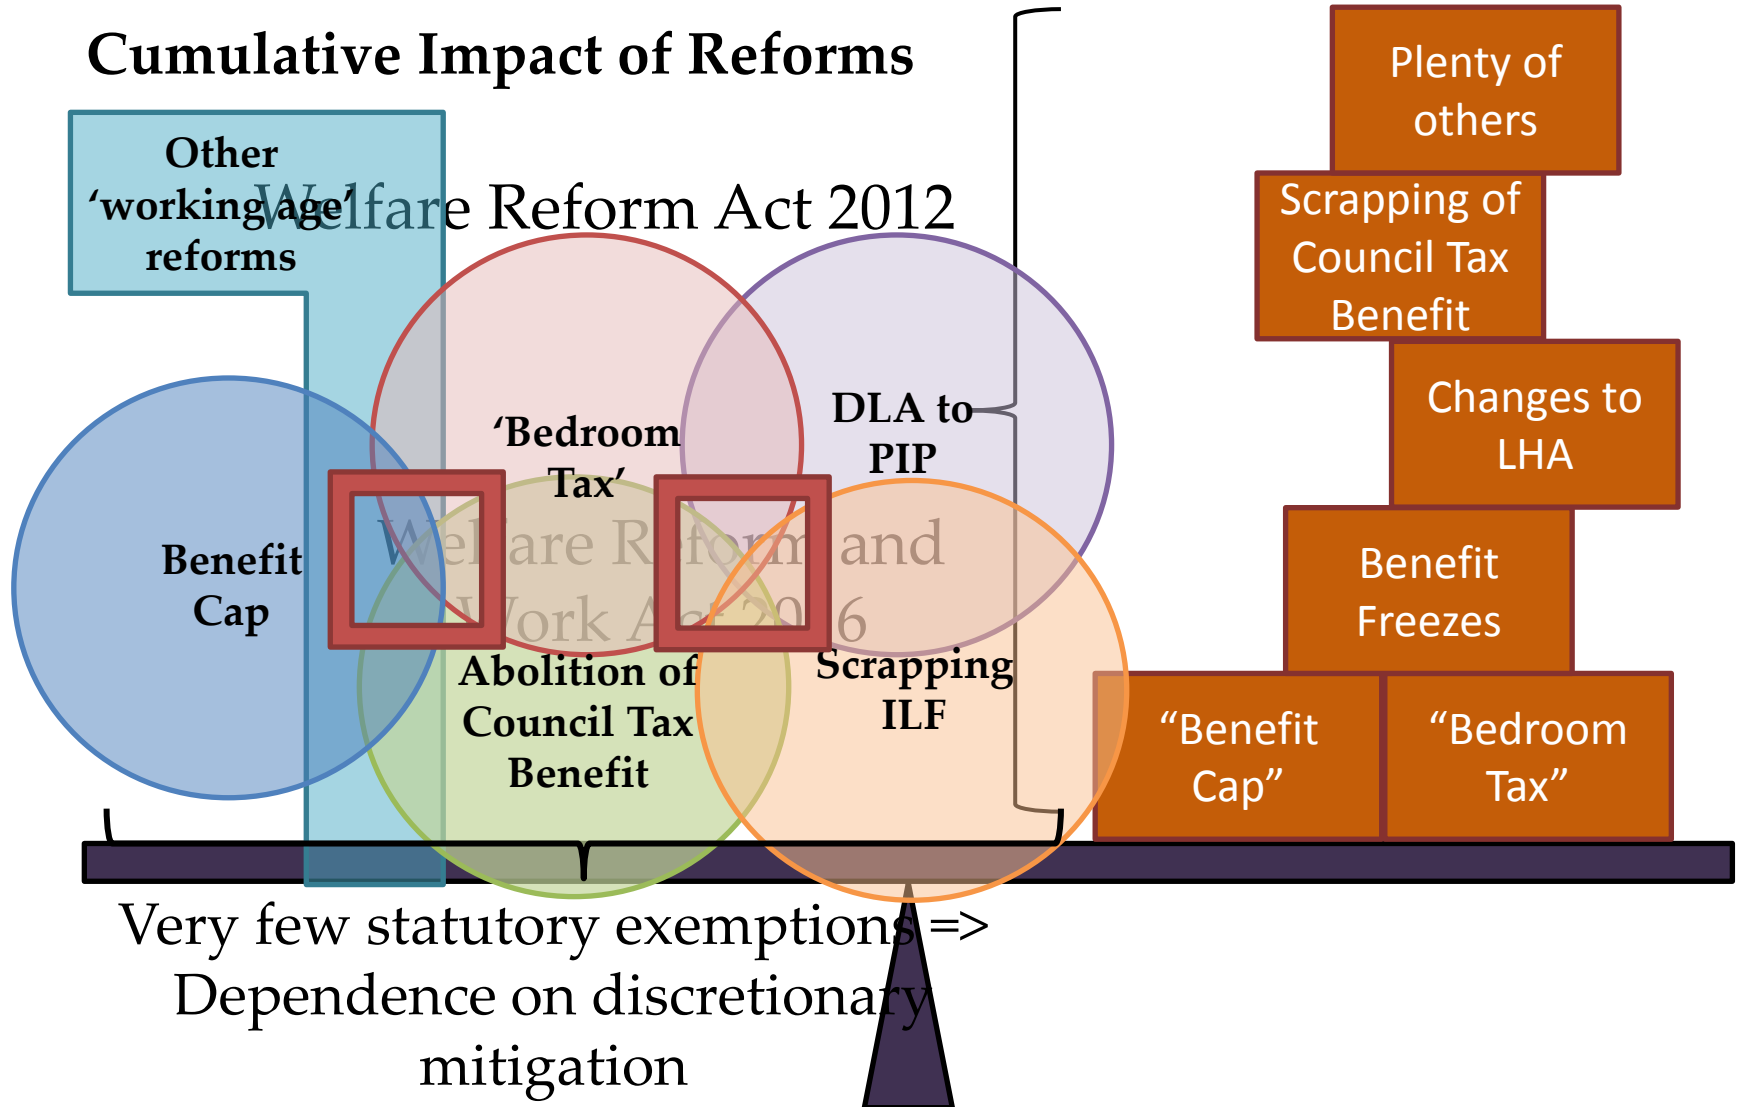 Cumulative Impact of Reforms
Other
‘working age’
reforms
Welfare Reform Act 2012
‘Bedroom
Tax’
DLA to
PIP
Benefit
Cap
Welfare Reform and
Work Act 2016
Abolition of
Council Tax
Benefit
Scrapping
ILF
Very few statutory exemptions =>
Dependence on discretionary
mitigation
Plenty of
others
Scrapping of
Council Tax
Benefit
Changes to
LHA
Benefit
Freezes
“Benefit
Cap”
“Bedroom
Tax”